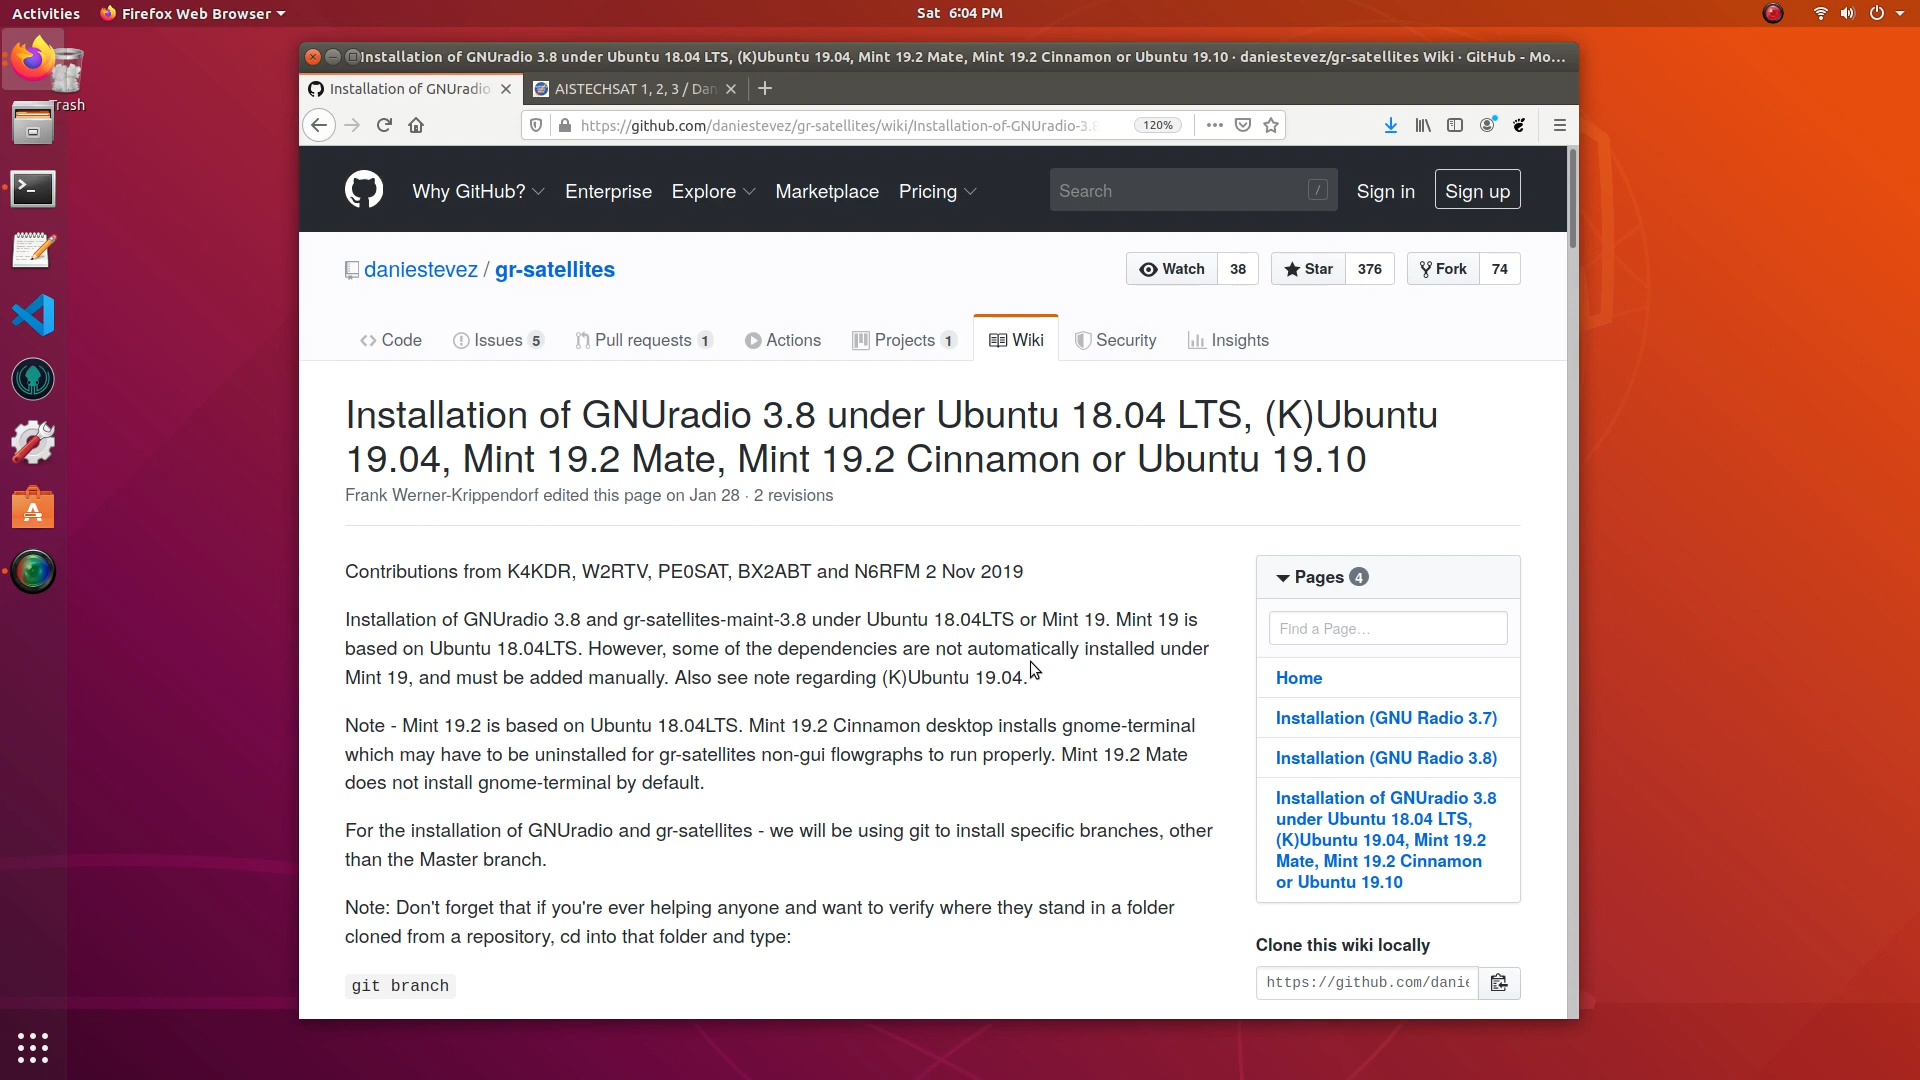 Activities
Firefox Web Browser
Sat 6:04 PM
Trash
Installation of GNUradio 3.8 under Ubuntu 18.04 LTS, (K)Ubuntu 19.04, Mint 19.2 Mate, Mint 19.2 Cinnamon or Ubuntu 19.10 · daniestevez/gr-satellites Wiki · GitHub - Mo...
Installation of GNUradio
AISTECHSAT 1, 2, 3 / Dan
https://github.com/daniestevez/gr-satellites/wiki/Installation-of-GNUradio-3.8
120%
Why GitHub?
Enterprise
Explore
Marketplace
Pricing
Search
/
Sign in
Sign up
daniestevez / gr-satellites
Watch 38
Star 376
Fork 74
Code
Issues 5
Pull requests 1
Actions
Projects 1
Wiki
Security
Insights
Installation of GNUradio 3.8 under Ubuntu 18.04 LTS, (K)Ubuntu
19.04, Mint 19.2 Mate, Mint 19.2 Cinnamon or Ubuntu 19.10
Frank Werner-Krippendorf edited this page on Jan 28 · 2 revisions
Contributions from K4KDR, W2RTV, PE0SAT, BX2ABT and N6RFM 2 Nov 2019
Installation of GNUradio 3.8 and gr-satellites-maint-3.8 under Ubuntu 18.04LTS or Mint 19. Mint 19 is
based on Ubuntu 18.04LTS. However, some of the dependencies are not automatically installed under
Mint 19, and must be added manually. Also see note regarding (K)Ubuntu 19.04.
Note - Mint 19.2 is based on Ubuntu 18.04LTS. Mint 19.2 Cinnamon desktop installs gnome-terminal
which may have to be uninstalled for gr-satellites non-gui flowgraphs to run properly. Mint 19.2 Mate
does not install gnome-terminal by default.
For the installation of GNUradio and gr-satellites - we will be using git to install specific branches, other
than the Master branch.
Note: Don't forget that if you're ever helping anyone and want to verify where they stand in a folder
cloned from a repository, cd into that folder and type:
git branch
Pages 4
Find a Page…
Home
Installation (GNU Radio 3.7)
Installation (GNU Radio 3.8)
Installation of GNUradio 3.8
under Ubuntu 18.04 LTS,
(K)Ubuntu 19.04, Mint 19.2
Mate, Mint 19.2 Cinnamon
or Ubuntu 19.10
Clone this wiki locally
https://github.com/danie